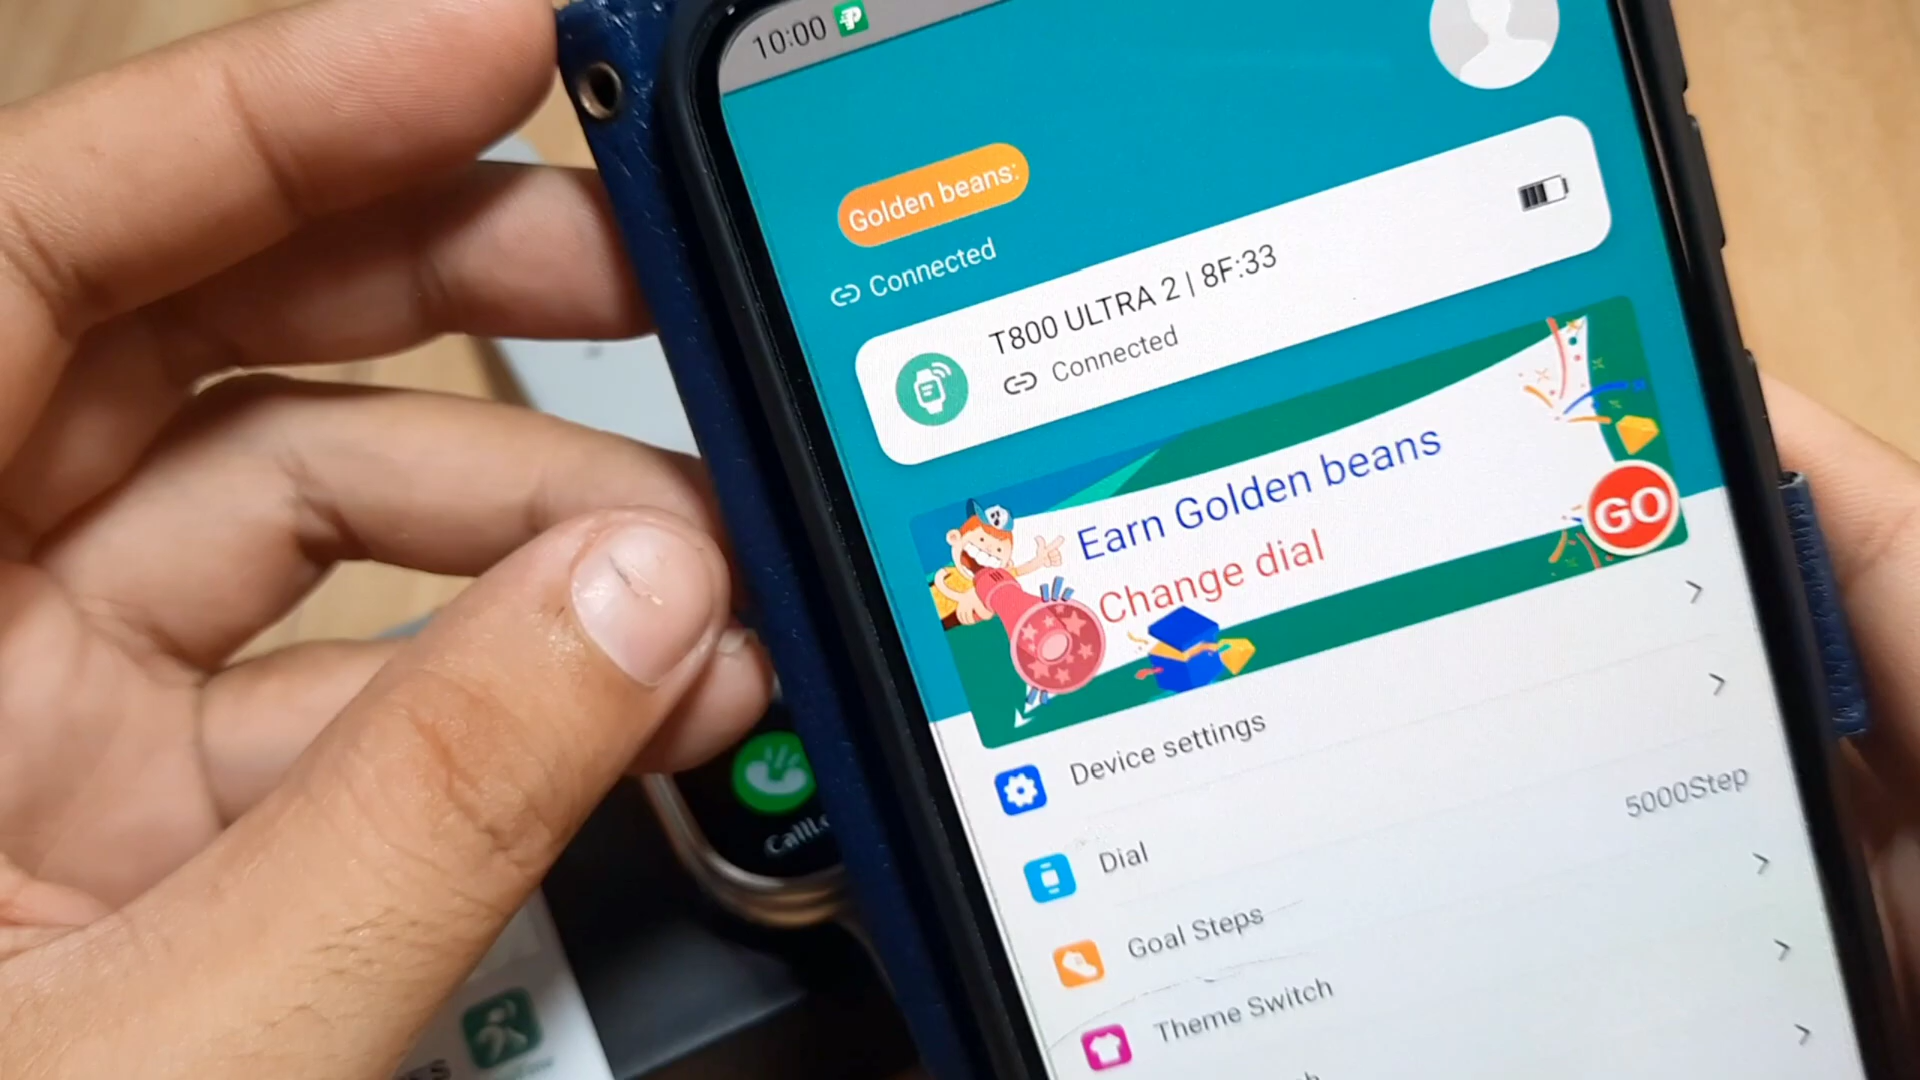 10:00
Golden beans:
Connected
T800 ULTRA 2 | 8F:33
Connected
Earn Golden beans
Change dial
GO
Device settings
Dial
5000Step
Goal Steps
Theme Switch